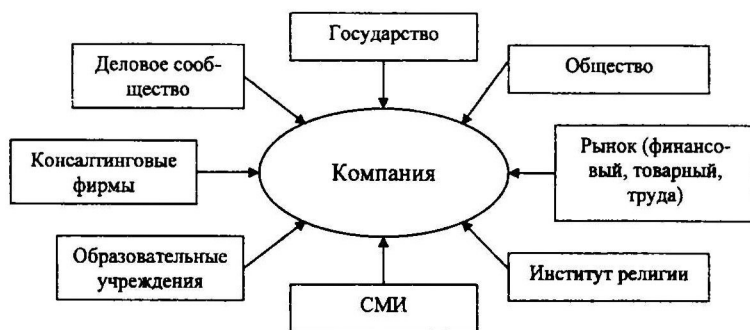 Государство
Деловое сооб-
щество
Общество
Консалтинговые
фирмы
Компания
Рынок (финансо-
вый, товарный,
труда)
Образовательные
учреждения
Институт религии
СМИ